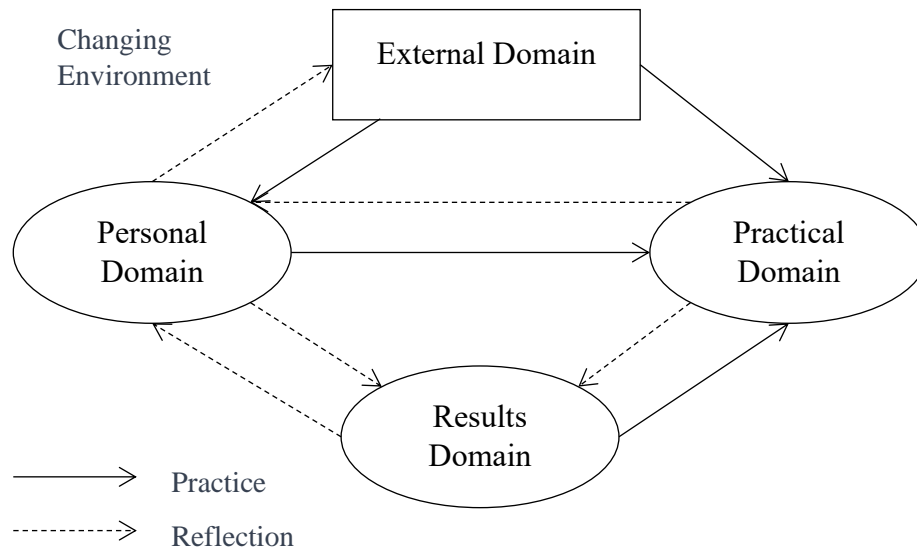 Changing
Environment
External Domain
Personal
Domain
Practical
Domain
Results
Domain
Practice
Reflection